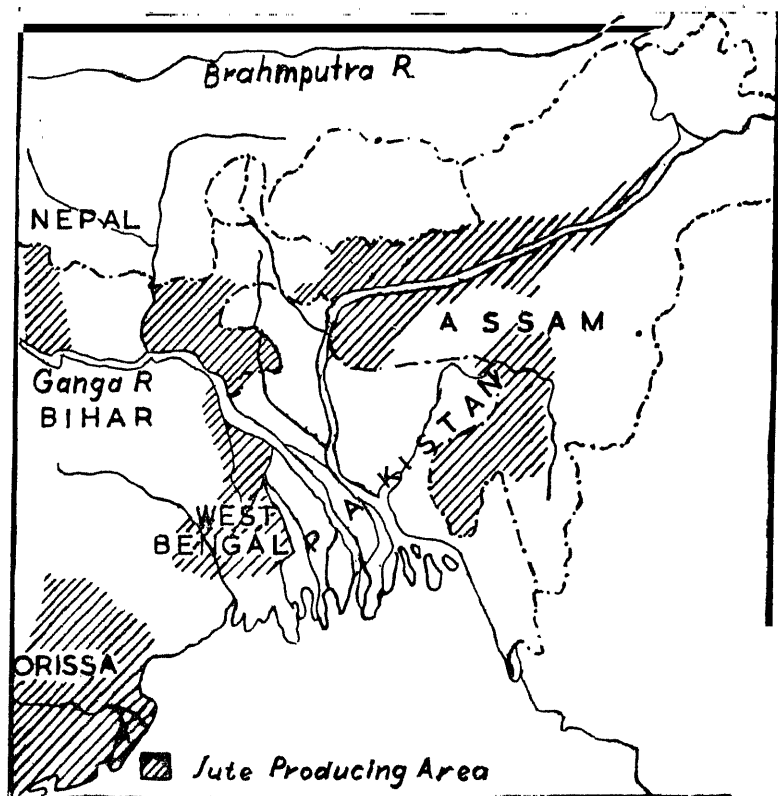 Brahmputra R.
NEPAL
ASSAM
Ganga R
BIHAR
PAKISTAN
WEST
BENGAL
ORISSA
Jute Producing Area